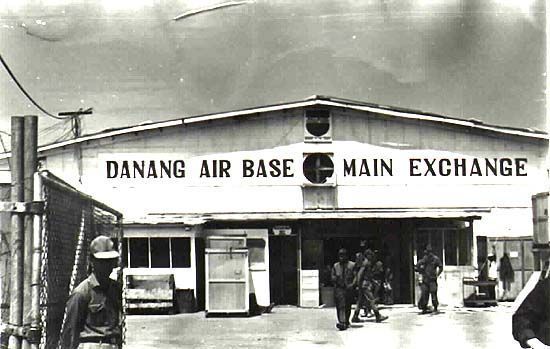 DANANG AIR BASE MAIN EXCHANGE